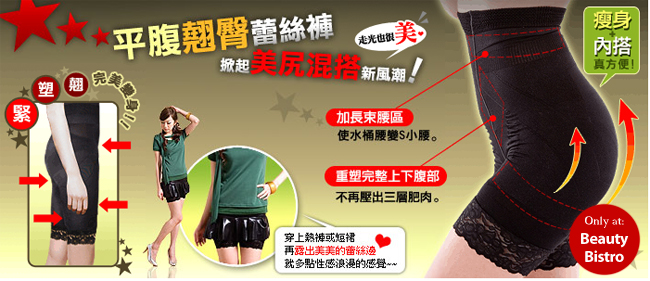 平腹翹臀蕾絲褲
走光也很美
掀起美尻混搭新風潮!
瘦身
+
內搭
真方便!
緊
塑
翹
完美塑身!!
加長束腰區
使水桶腰變S小腰。
重塑完整上下腹部
不再壓出三層肥肉。
穿上熱褲或短裙
再露出美美的蕾絲邊
就多點性感浪漫的感覺~~
Only at:
Beauty
Bistro